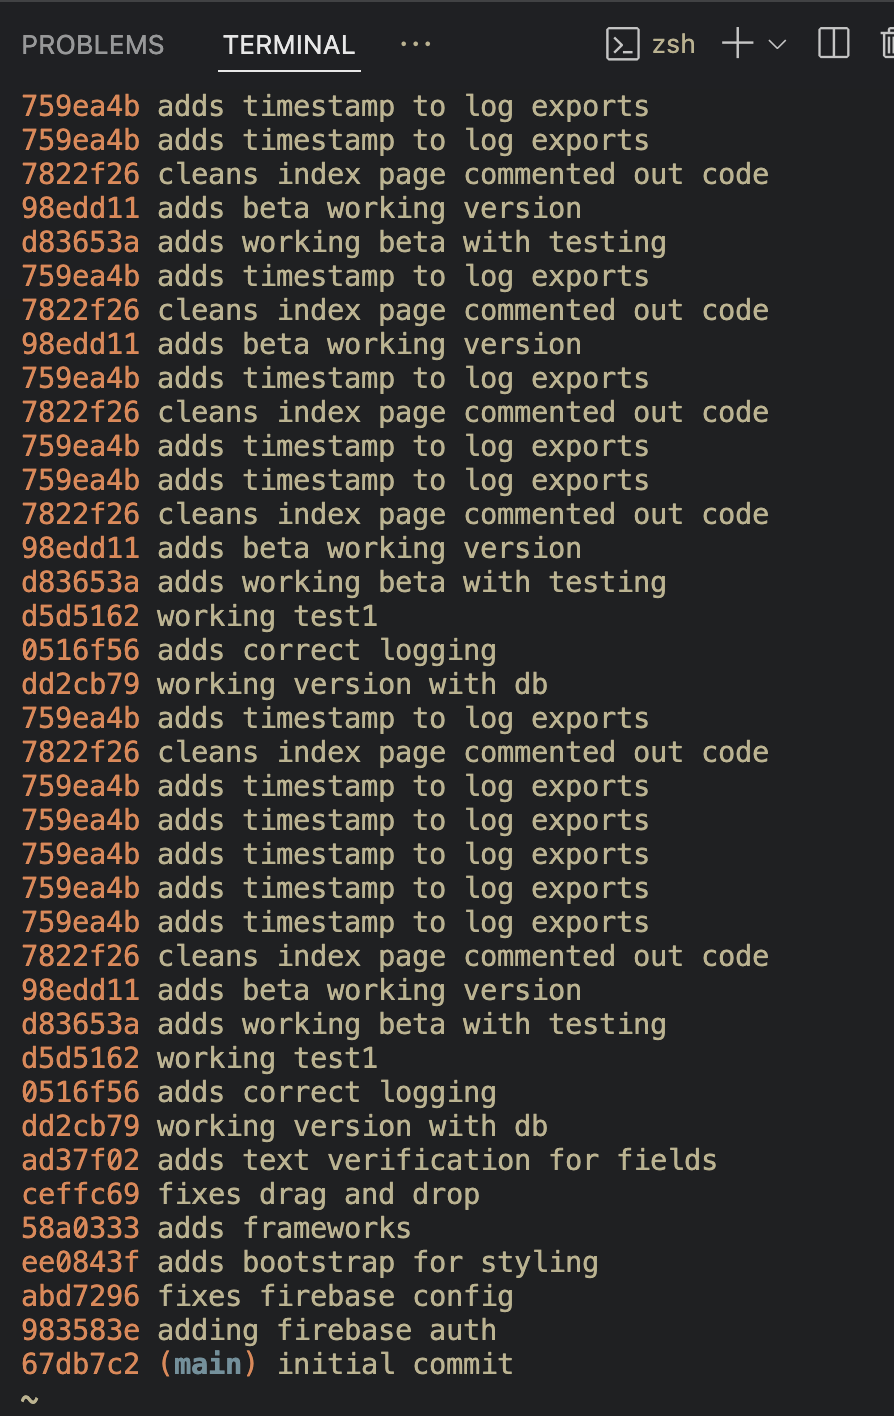 PROBLEMS TERMINAL ... zsh
759ea4b adds timestamp to log exports
759ea4b adds timestamp to log exports
7822f26 cleans index page commented out code
98edd11 adds beta working version
d83653a adds working beta with testing
759ea4b adds timestamp to log exports
7822f26 cleans index page commented out code
98edd11 adds beta working version
759ea4b adds timestamp to log exports
7822f26 cleans index page commented out code
759ea4b adds timestamp to log exports
759ea4b adds timestamp to log exports
7822f26 cleans index page commented out code
98edd11 adds beta working version
d83653a adds working beta with testing
d5d5162 working test1
0516f56 adds correct logging
dd2cb79 working version with db
759ea4b adds timestamp to log exports
7822f26 cleans index page commented out code
759ea4b adds timestamp to log exports
759ea4b adds timestamp to log exports
759ea4b adds timestamp to log exports
759ea4b adds timestamp to log exports
759ea4b adds timestamp to log exports
7822f26 cleans index page commented out code
98edd11 adds beta working version
d83653a adds working beta with testing
d5d5162 working test1
0516f56 adds correct logging
dd2cb79 working version with db
ad37f02 adds text verification for fields
ceffc69 fixes drag and drop
58a0333 adds frameworks
ee0843f adds bootstrap for styling
abd7296 fixes firebase config
983583e adding firebase auth
67db7c2 (main) initial commit
~